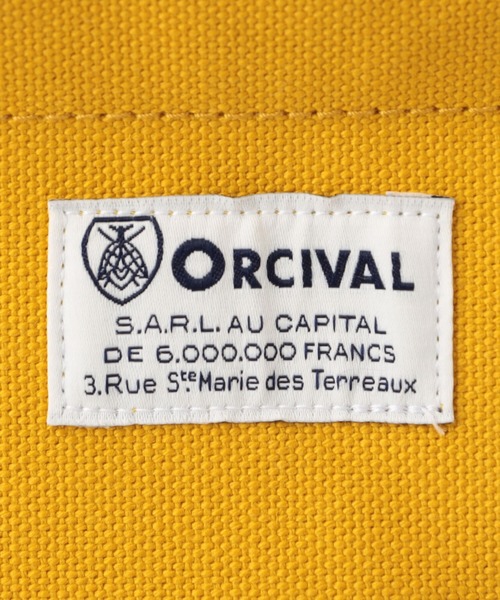 ORCIVAL
S.A.R.L. AU CAPITAL
DE 6.000.000 FRANCS
3.Rue Ste Marie des Terreaux